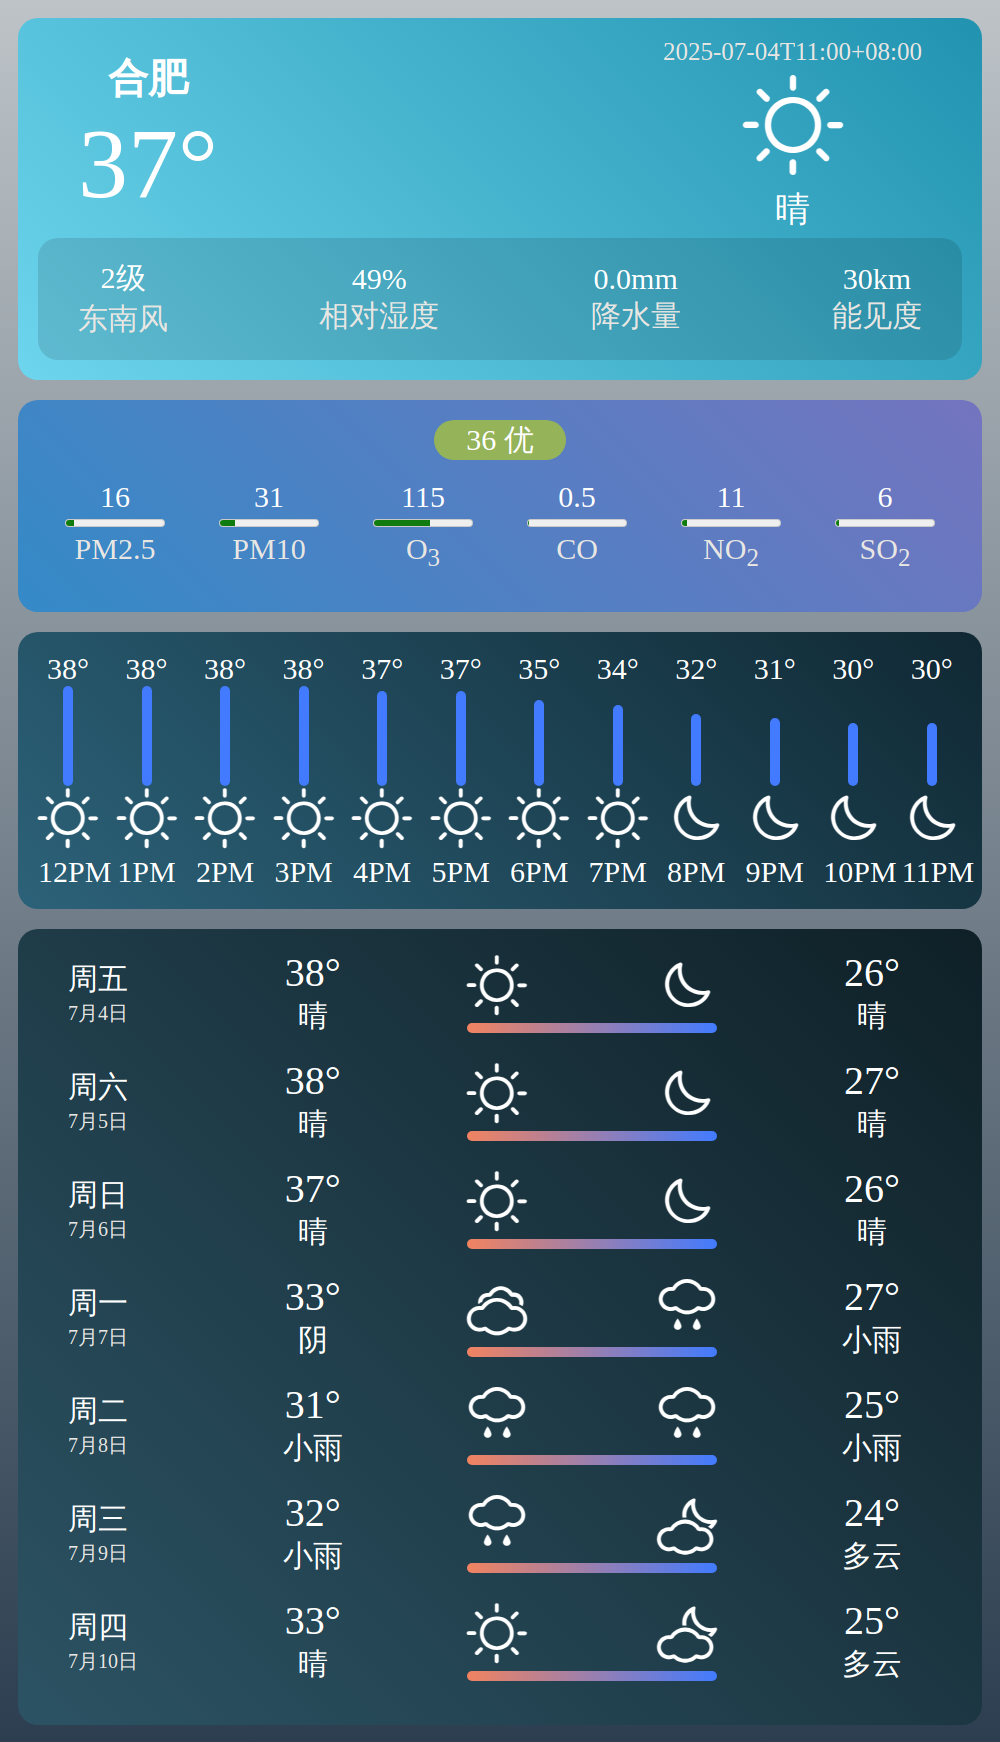 合肥
37°
2025-07-04T11:00+08:00
晴
2级 49% 0.0mm 30km
东南风 相对湿度 降水量 能见度
36 优
16 31 115 0.5 11 6
PM2.5 PM10 O3 CO NO2 SO2
38° 38° 38° 38° 37° 37° 35° 34° 32° 31° 30° 30°
12PM 1PM 2PM 3PM 4PM 5PM 6PM 7PM 8PM 9PM 10PM 11PM
周五 38° 26°
7月4日 晴 晴
周六 38° 27°
7月5日 晴 晴
周日 37° 26°
7月6日 晴 晴
周一 33° 27°
7月7日 阴 小雨
周二 31° 25°
7月8日 小雨 小雨
周三 32° 24°
7月9日 小雨 多云
周四 33° 25°
7月10日 晴 多云